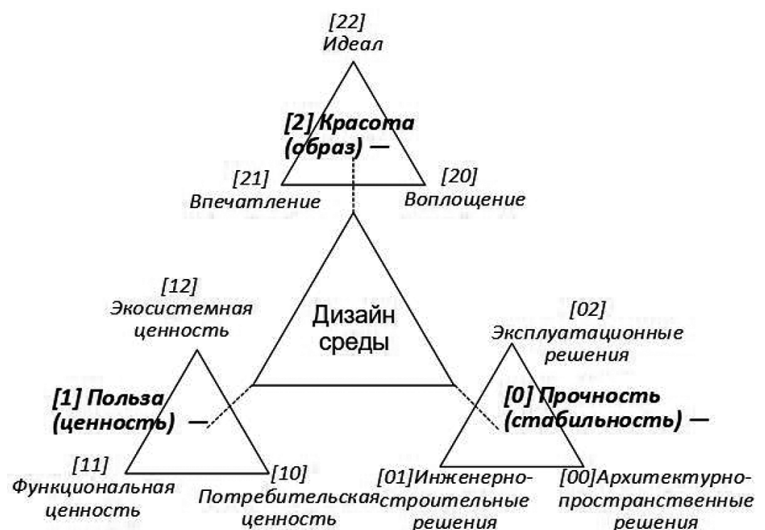 [22]
Идеал
[2] Красота
(образ) —
[21]
Впечатление
[20]
Воплощение
Дизайн
среды
[12]
Экосистемная
ценность
[1] Польза
(ценность) —
[11]
Функциональная
ценность
[10]
Потребительская
ценность
[02]
Эксплуатационные
решения
[0] Прочность
(стабильность) —
[01]Инженерно-
строительные
решения
[00]Архитектурно-
пространственные
решения